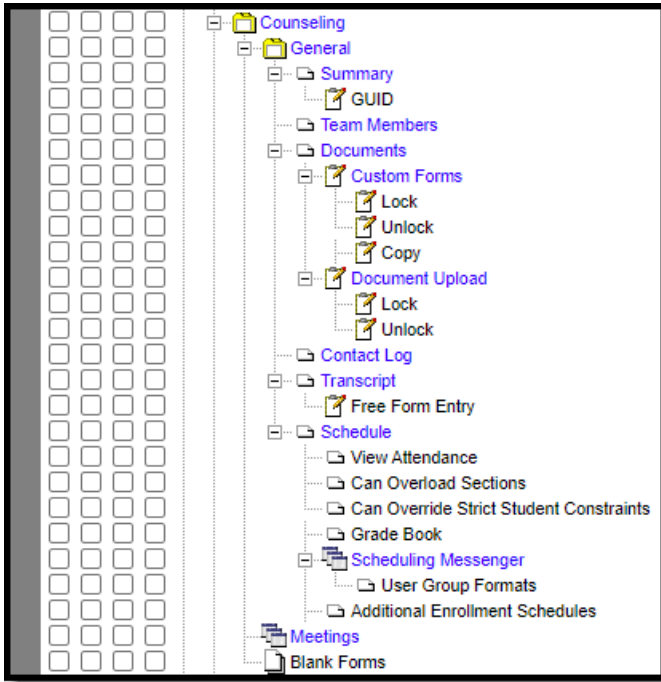 Counseling
General
Summary
GUID
Team Members
Documents
Custom Forms
Lock
Unlock
Copy
Document Upload
Lock
Unlock
Contact Log
Transcript
Free Form Entry
Schedule
View Attendance
Can Overload Sections
Can Override Strict Student Constraints
Grade Book
Scheduling Messenger
User Group Formats
Additional Enrollment Schedules
Meetings
Blank Forms